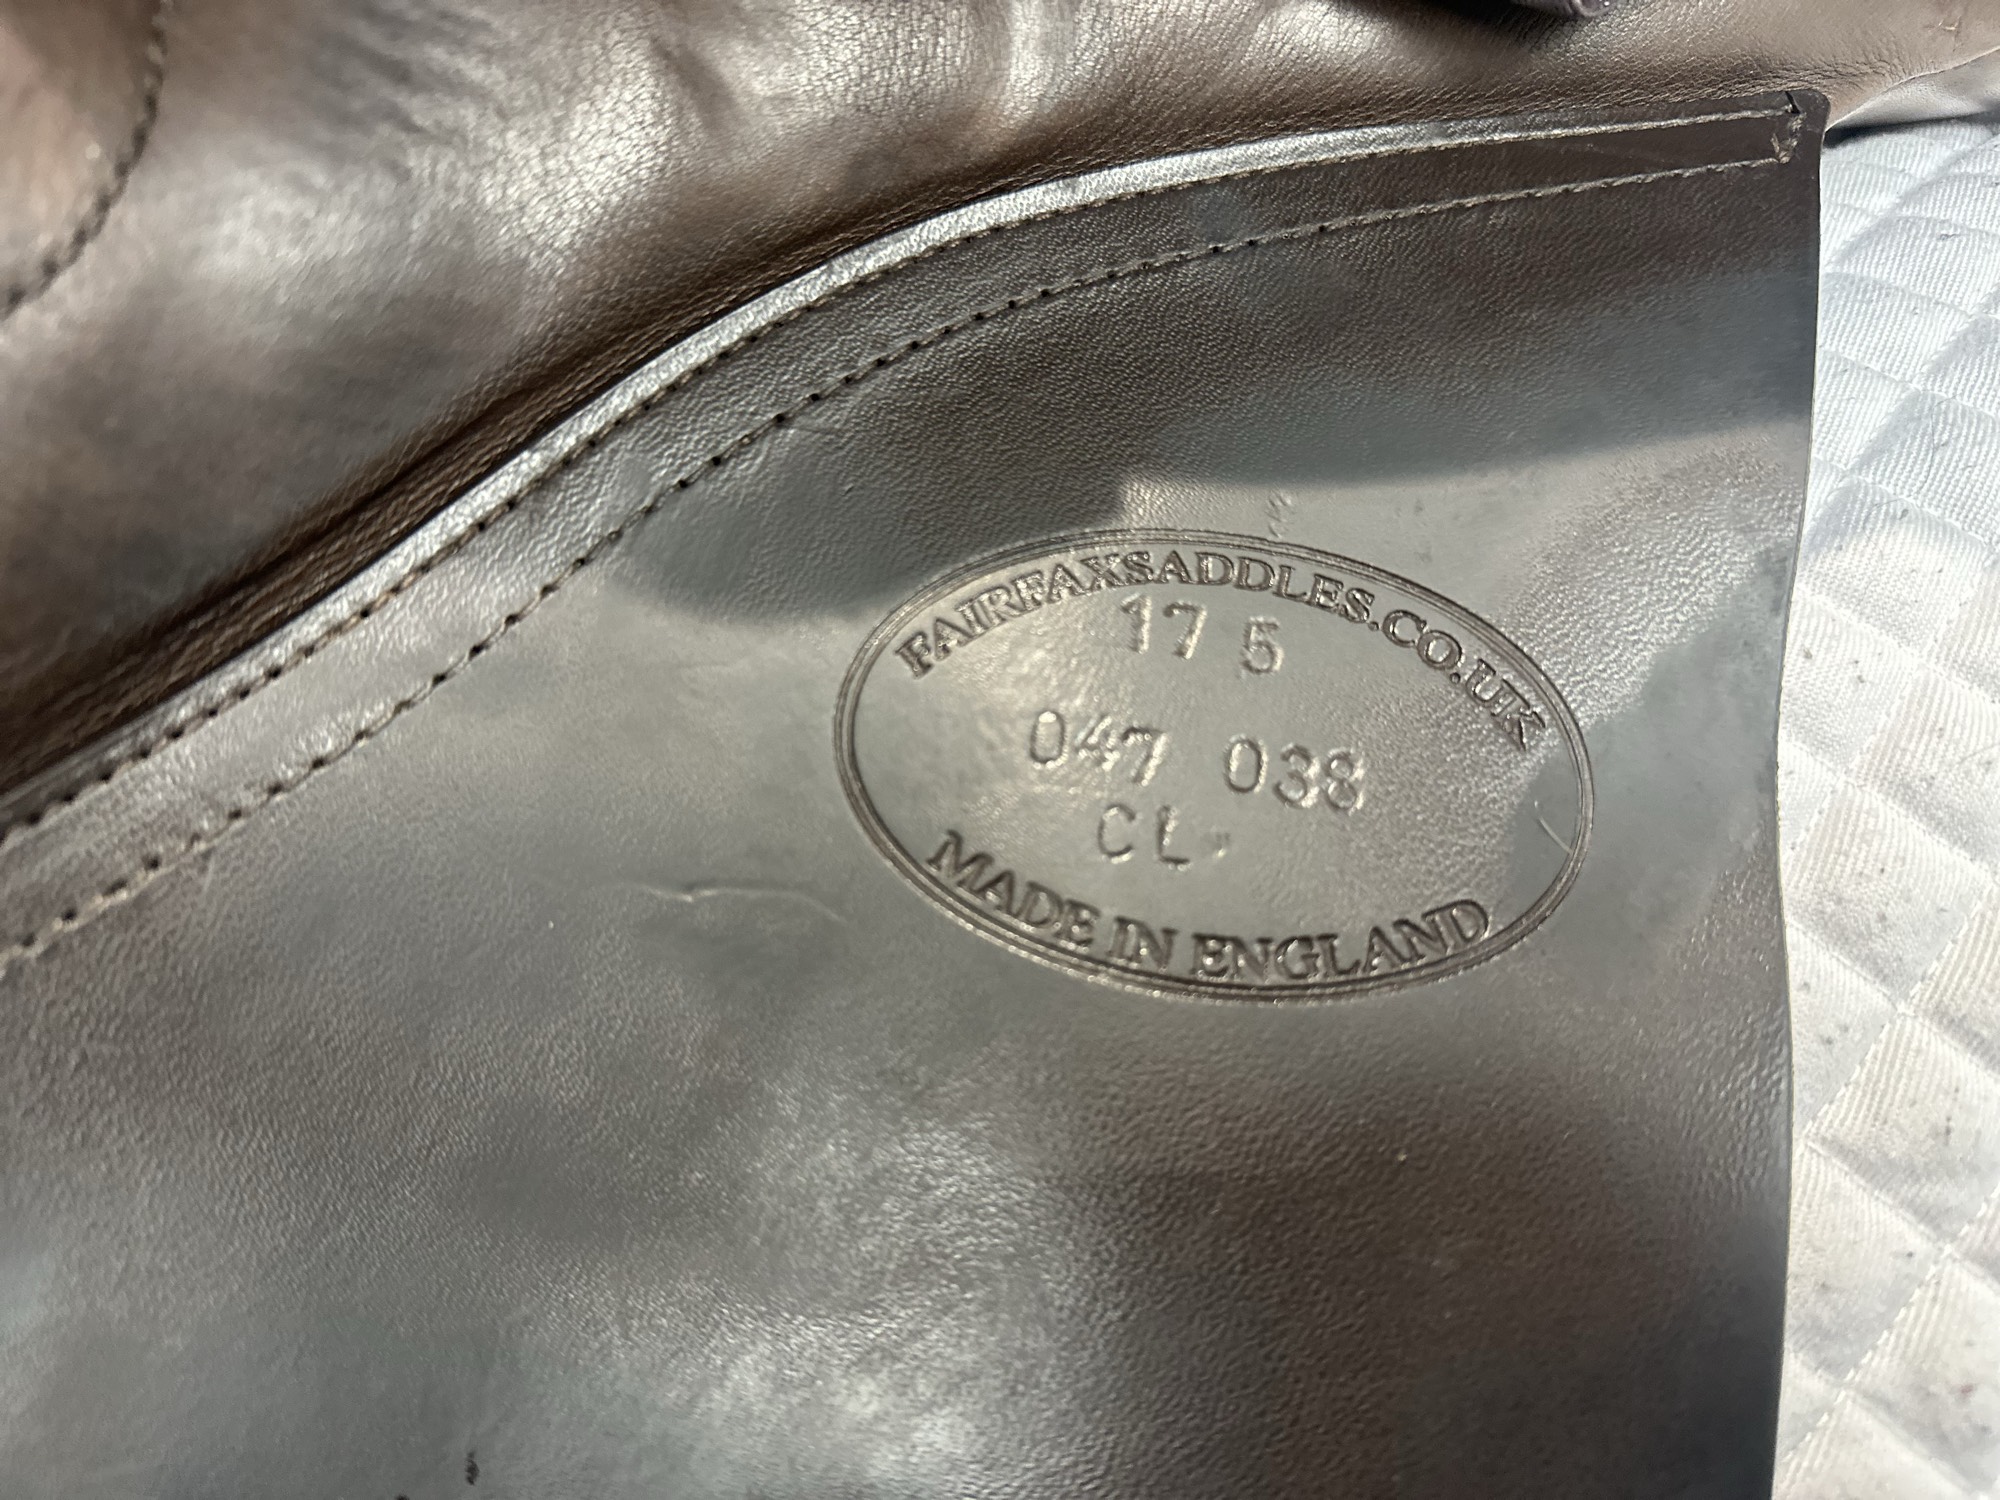 FAIRFAXSADDLES.CO.UK
17 5
047 038
CL
MADE IN ENGLAND